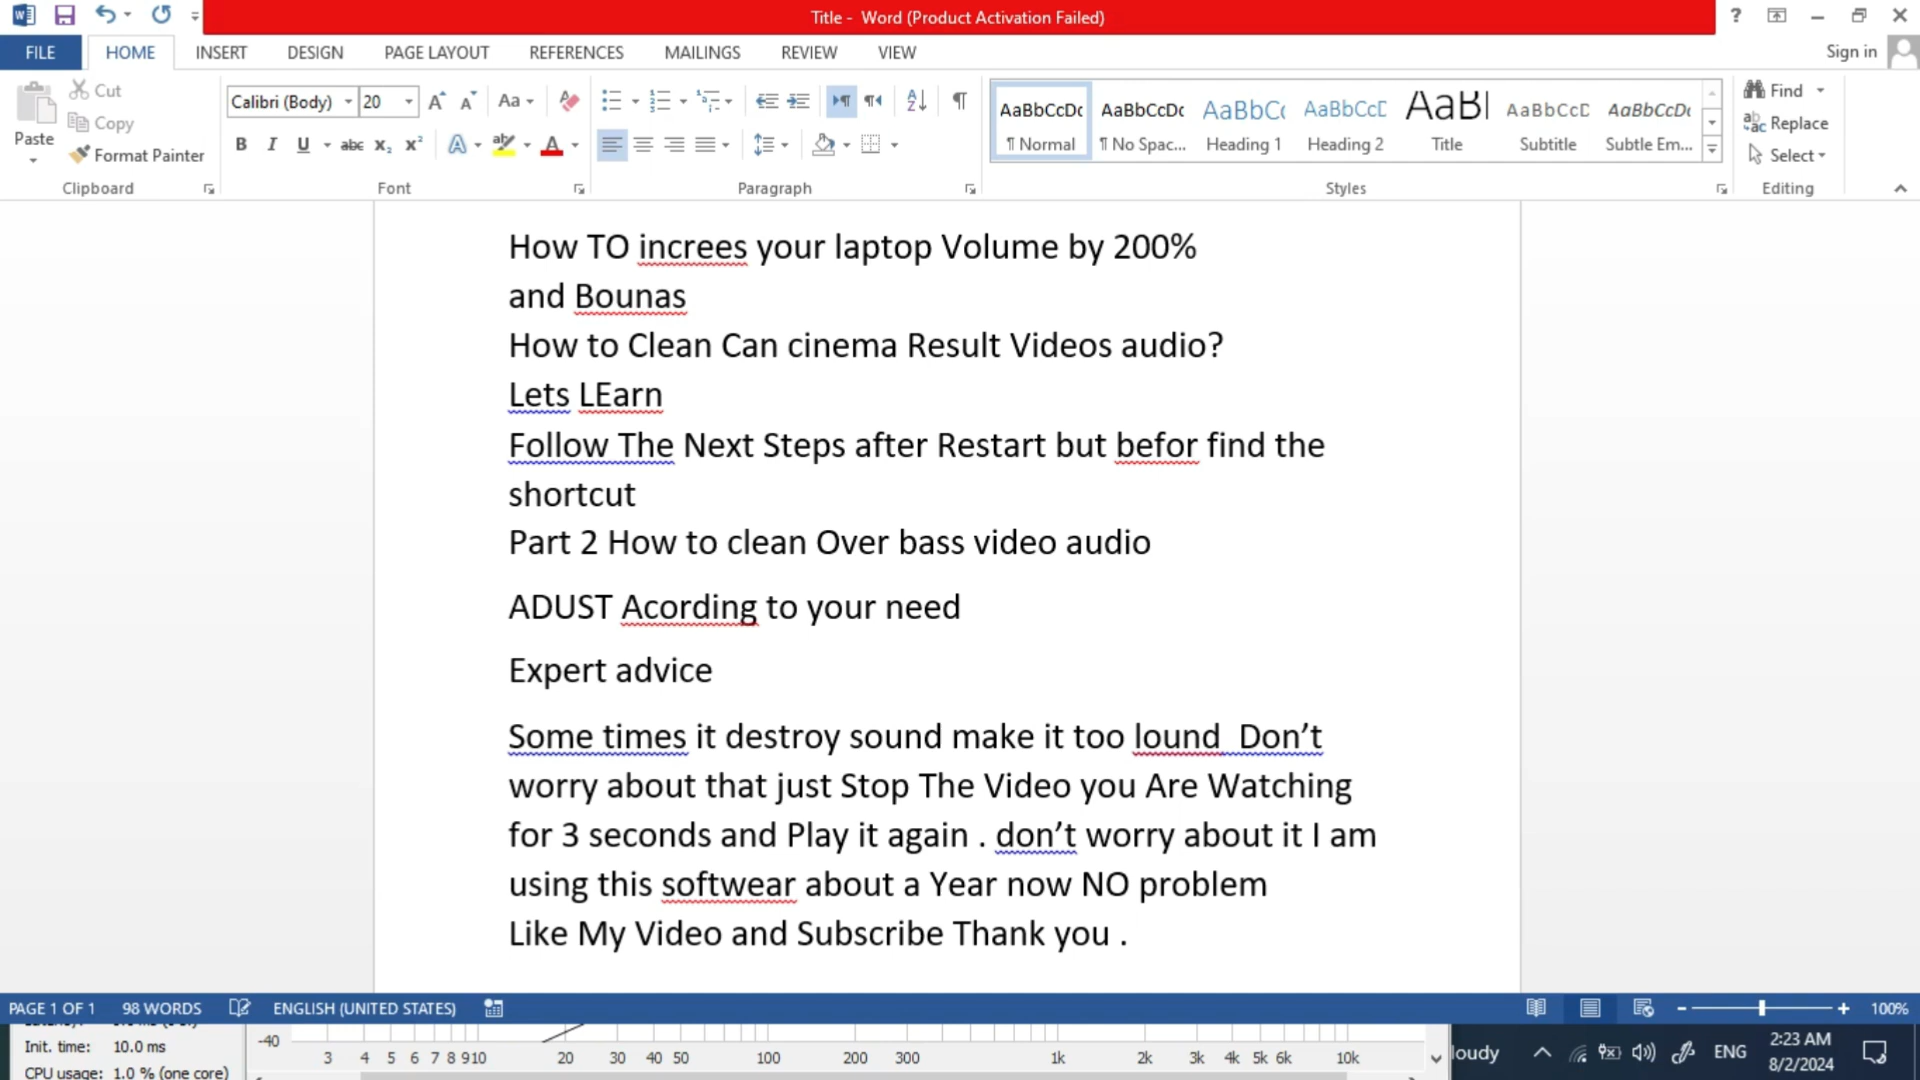 Title - Word (Product Activation Failed)
FILE HOME INSERT DESIGN PAGE LAYOUT REFERENCES MAILINGS REVIEW VIEW Sign in
Paste
Cut
Copy
Format Painter
Clipboard
Calibri (Body) 20
Font
Paragraph
AaBbCcDc AaBbCcDc AaBbCc AaBbCcD AaBl AaBbCcD AaBbCcDc
¶ Normal ¶ No Spac... Heading 1 Heading 2 Title Subtitle Subtle Em...
Styles
Find
Replace
Select
Editing
How TO increes your laptop Volume by 200%
and Bounas
How to Clean Can cinema Result Videos audio?
Lets LEarn
Follow The Next Steps after Restart but befor find the
shortcut
Part 2 How to clean Over bass video audio
ADUST Acording to your need
Expert advice
Some times it destroy sound make it too lound  Don’t
worry about that just Stop The Video you Are Watching
for 3 seconds and Play it again . don’t worry about it I am
using this softwear about a Year now NO problem
Like My Video and Subscribe Thank you .
PAGE 1 OF 1 98 WORDS ENGLISH (UNITED STATES) 100%
Init. time: 10.0 ms
CPU usage: 1.0 % (one core)
-40
3 4 5 6 7 8 9 10 20 30 40 50 100 200 300 1k 2k 3k 4k 5k 6k 10k
loudy ENG 2:23 AM
8/2/2024